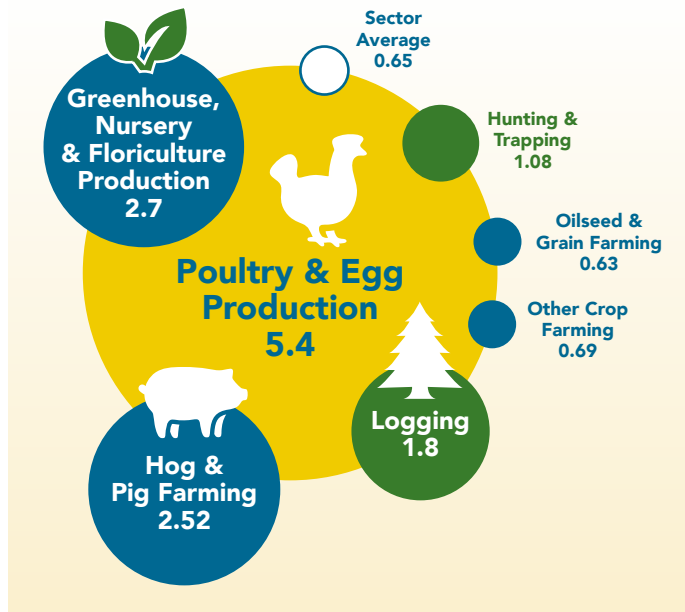 Sector
Average
0.65
Greenhouse,
Nursery
& Floriculture
Production
2.7
Hunting &
Trapping
1.08
Oilseed &
Grain Farming
0.63
Poultry & Egg
Production
5.4
Other Crop
Farming
0.69
Logging
1.8
Hog &
Pig Farming
2.52